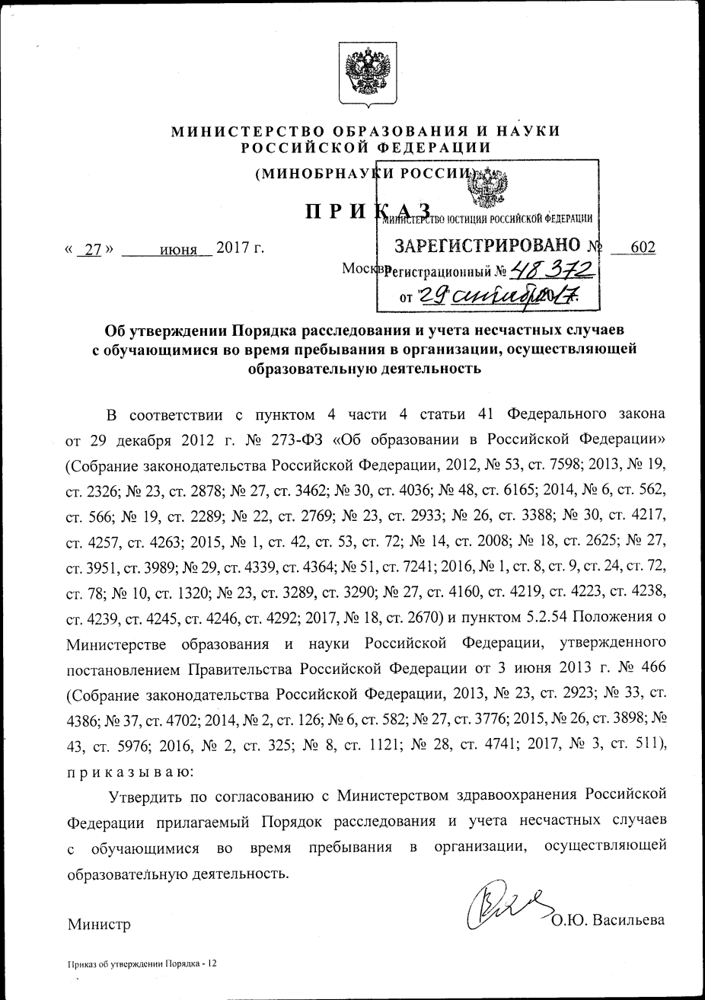 МИНИСТЕРСТВО ОБРАЗОВАНИЯ И НАУКИ
РОССИЙСКОЙ ФЕДЕРАЦИИ
(МИНОБРНАУКИ РОССИИ)
ПРИКАЗ
МИНИСТЕРСТВО ЮСТИЦИИ РОССИЙСКОЙ ФЕДЕРАЦИИ
ЗАРЕГИСТРИРОВАНО
« 27 » июня 2017 г. № 602
Москва
Регистрационный № 48372
от "29" сентября 2017 г.
Об утверждении Порядка расследования и учета несчастных случаев
с обучающимися во время пребывания в организации, осуществляющей
образовательную деятельность
В соответствии с пунктом 4 части 4 статьи 41 Федерального закона
от 29 декабря 2012 г. № 273-ФЗ «Об образовании в Российской Федерации»
(Собрание законодательства Российской Федерации, 2012, № 53, ст. 7598; 2013, № 19,
ст. 2326; № 23, ст. 2878; № 27, ст. 3462; № 30, ст. 4036; № 48, ст. 6165; 2014, № 6, ст. 562,
ст. 566; № 19, ст. 2289; № 22, ст. 2769; № 23, ст. 2933; № 26, ст. 3388; № 30, ст. 4217,
ст. 4257, ст. 4263; 2015, № 1, ст. 42, ст. 53, ст. 72; № 14, ст. 2008; № 18, ст. 2625; № 27,
ст. 3951, ст. 3989; № 29, ст. 4339, ст. 4364; № 51, ст. 7241; 2016, № 1, ст. 8, ст. 9, ст. 24, ст. 72,
ст. 78; № 10, ст. 1320; № 23, ст. 3289, ст. 3290; № 27, ст. 4160, ст. 4219, ст. 4223, ст. 4238,
ст. 4239, ст. 4245, ст. 4246, ст. 4292; 2017, № 18, ст. 2670) и пунктом 5.2.54 Положения о
Министерстве образования и науки Российской Федерации, утвержденного
постановлением Правительства Российской Федерации от 3 июня 2013 г. № 466
(Собрание законодательства Российской Федерации, 2013, № 23, ст. 2923; № 33, ст.
4386; № 37, ст. 4702; 2014, № 2, ст. 126; № 6, ст. 582; № 27, ст. 3776; 2015, № 26, ст. 3898; №
43, ст. 5976; 2016, № 2, ст. 325; № 8, ст. 1121; № 28, ст. 4741; 2017, № 3, ст. 511),
п р и к а з ы в а ю:
Утвердить по согласованию с Министерством здравоохранения Российской
Федерации прилагаемый Порядок расследования и учета несчастных случаев
с обучающимися во время пребывания в организации, осуществляющей
образовательную деятельность.
Министр О.Ю. Васильева
Приказ об утверждении Порядка - 12